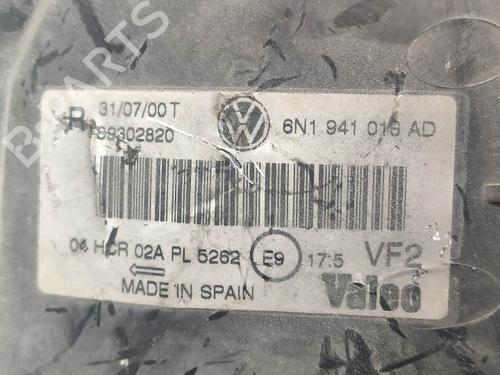 R 31/07/00 T
89302820
6N1 941 016 AD
04 HCR 02A PL 5262 E9 17:5 VF2
MADE IN SPAIN
Valeo
PARTS